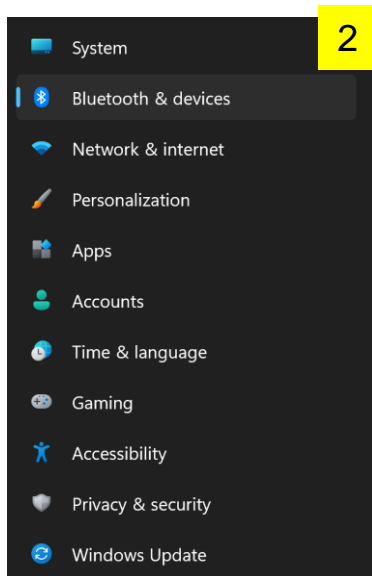 2
System
Bluetooth & devices
Network & internet
Personalization
Apps
Accounts
Time & language
Gaming
Accessibility
Privacy & security
Windows Update